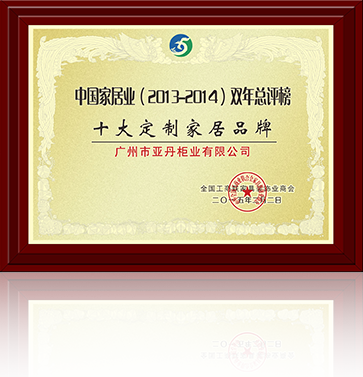 中国家居业（2013-2014）双年总评榜
十大定制家居品牌
广州市亚丹柜业有限公司
全国工商联家具装饰业商会
二〇一五年 月二日